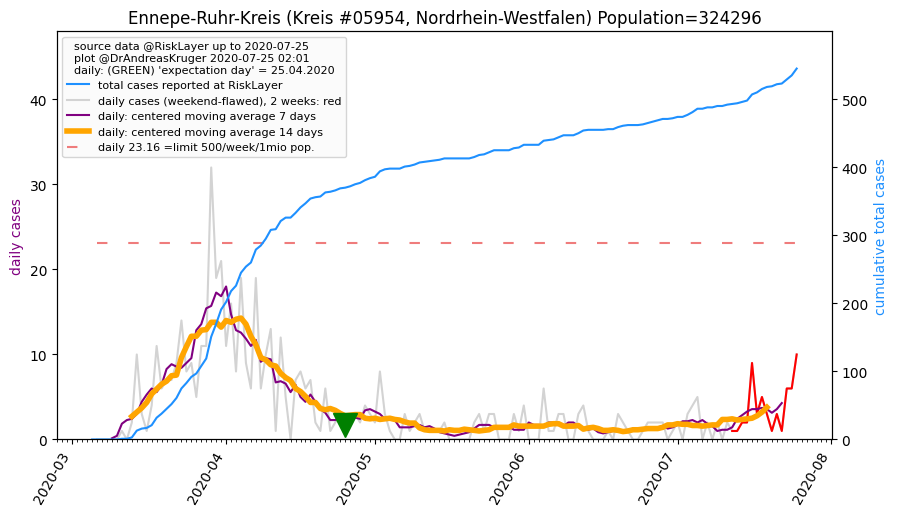 Ennepe-Ruhr-Kreis (Kreis #05954, Nordrhein-Westfalen) Population=324296
source data @RiskLayer up to 2020-07-25
plot @DrAndreasKruger 2020-07-25 02:01
daily: (GREEN) 'expectation day' = 25.04.2020
total cases reported at RiskLayer
daily cases (weekend-flawed), 2 weeks: red
daily: centered moving average 7 days
daily: centered moving average 14 days
daily 23.16 =limit 500/week/1mio pop.
daily cases
40
30
20
10
0
500
400
300
200
100
0
cumulative total cases
2020-03
2020-04
2020-05
2020-06
2020-07
2020-08